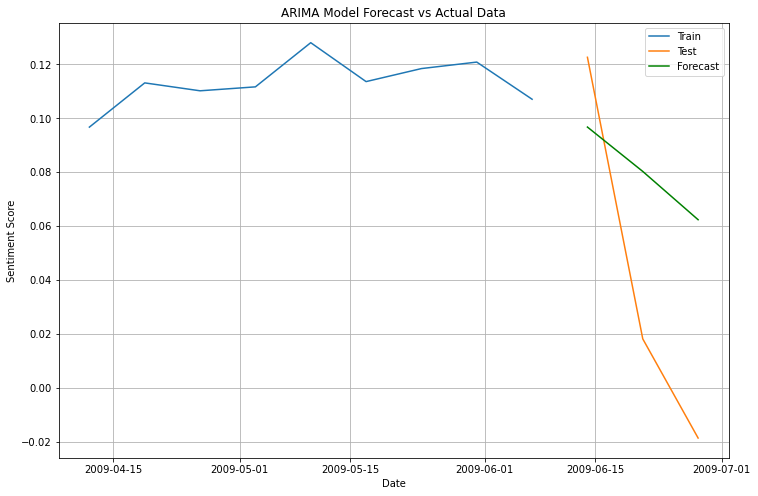 ARIMA Model Forecast vs Actual Data
Train
Test
Forecast
Sentiment Score
0.12
0.10
0.08
0.06
0.04
0.02
0.00
−0.02
2009-04-15
2009-05-01
2009-05-15
2009-06-01
2009-06-15
2009-07-01
Date